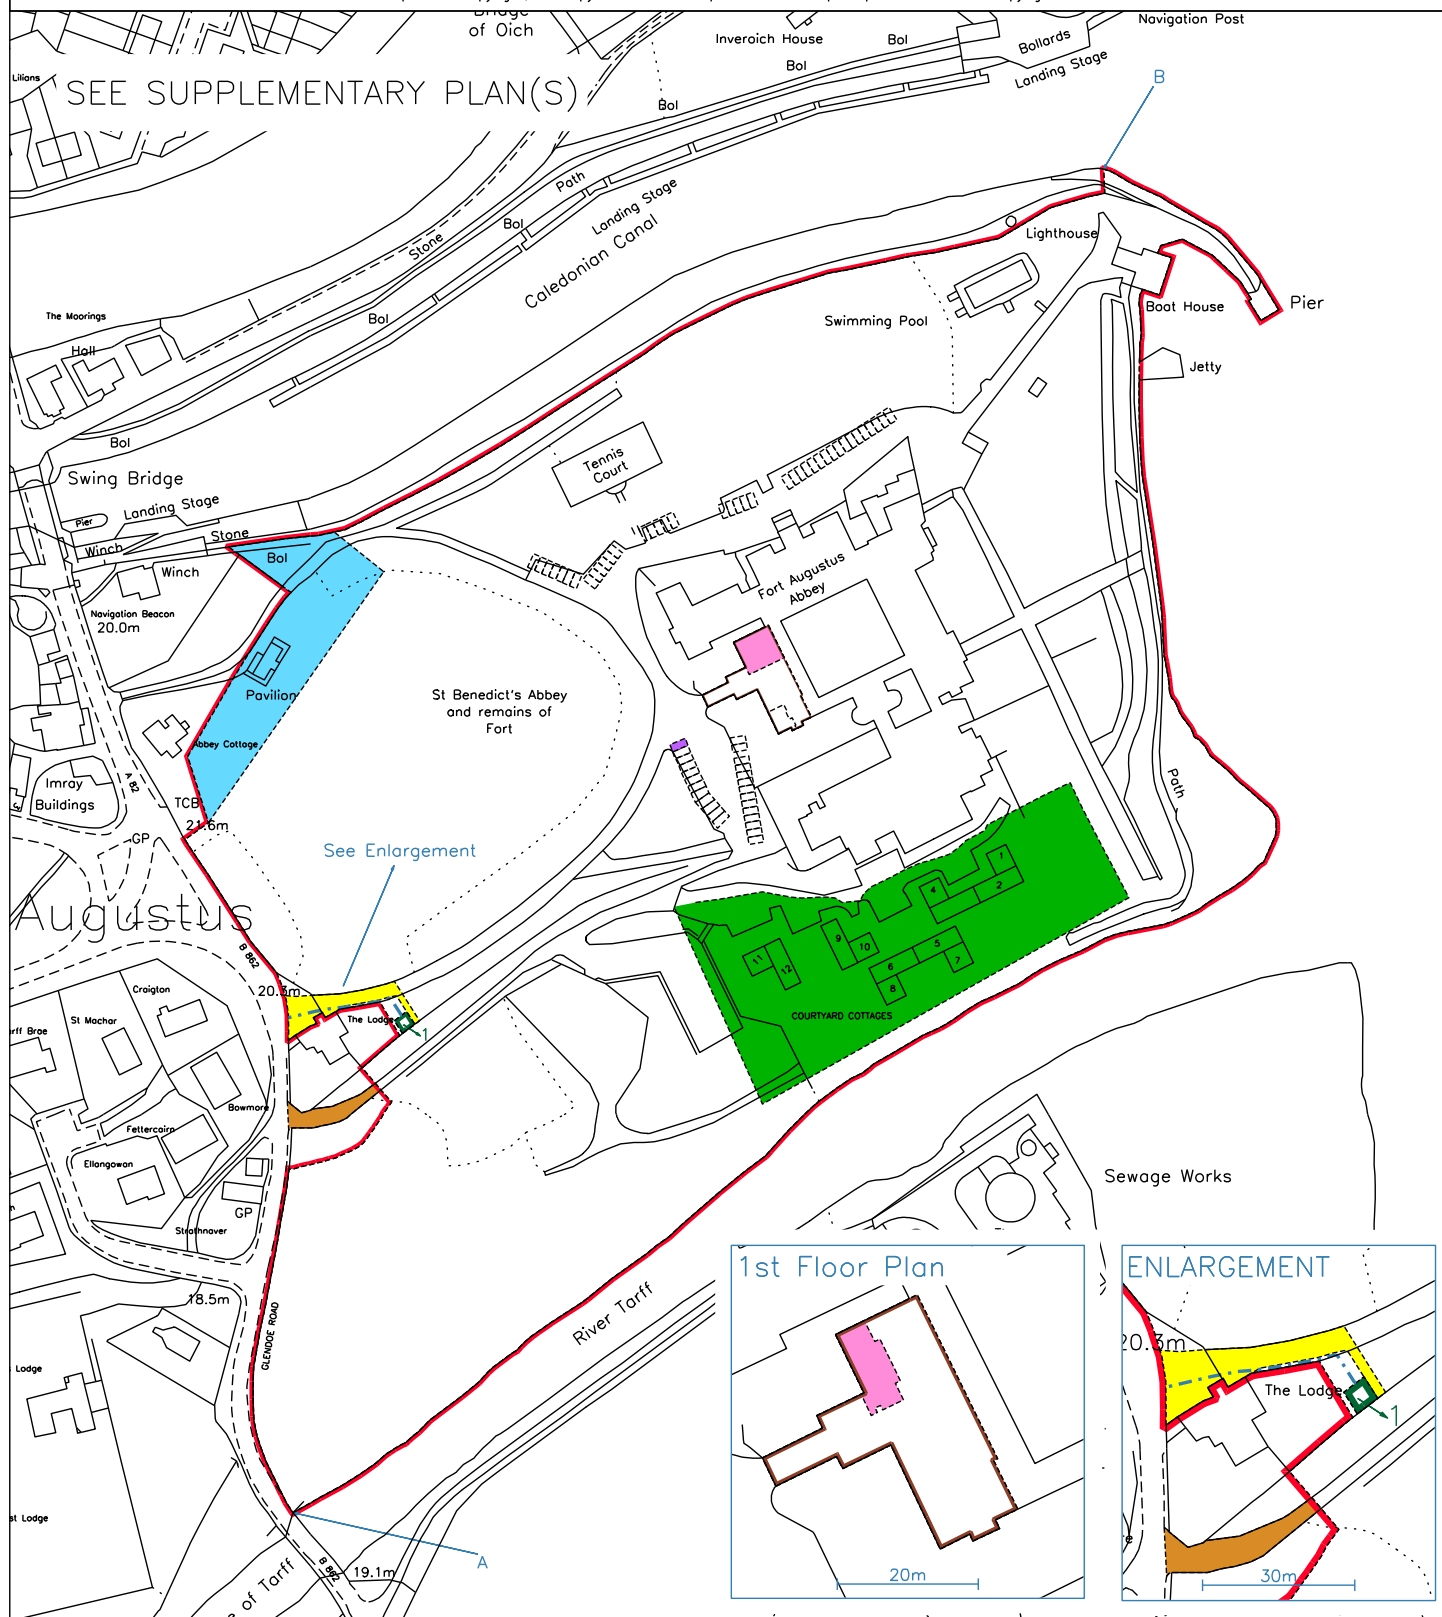 of Oich
Inveroich House
Bol
Bollards
Navigation Post
Lilians
SEE SUPPLEMENTARY PLAN(S)
Bol
Landing Stage
B
Bol
Path
Landing Stage
Bol
Stone
Caledonian Canal
Lighthouse
The Moorings
Bol
Swimming Pool
Boat House
Pier
Hall
Jetty
Bol
Swing Bridge
Tennis
Court
Landing Stage
Pier
Stone
Winch
Bol
Winch
Fort Augustus
Abbey
Navigation Beacon
20.0m
Pavilion
St Benedict's Abbey
and remains of
Fort
Abbey Cottage
A 82
Imray
Buildings
TCB
Path
21.6m
GP
See Enlargement
Augustus
1
2
4
B 862
9
10
5
11
12
6
7
8
20.3m
Craigton
St Machar
The Lodge
COURTYARD COTTAGES
rff Brae
1
Bowmore
Fettercairn
Ellangowan
Sewage Works
GP
Strathnaver
18.5m
River Tarff
GLENDOE ROAD
1st Floor Plan
ENLARGEMENT
20.3m
Lodge
The Lodge
1
st Lodge
A
B 862
19.1m
20m
30m
e of Tarff